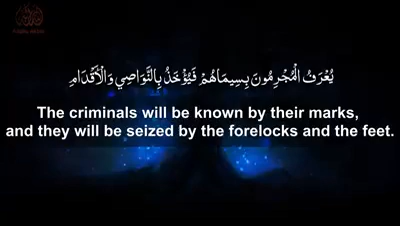 يُعْرَفُ الْمُجْرِمُونَ بِسِيمَاهُمْ فَيُؤْخَذُ بِالنَّوَاصِي وَالْأَقْدَامِ
The criminals will be known by their marks,
and they will be seized by the forelocks and the feet.